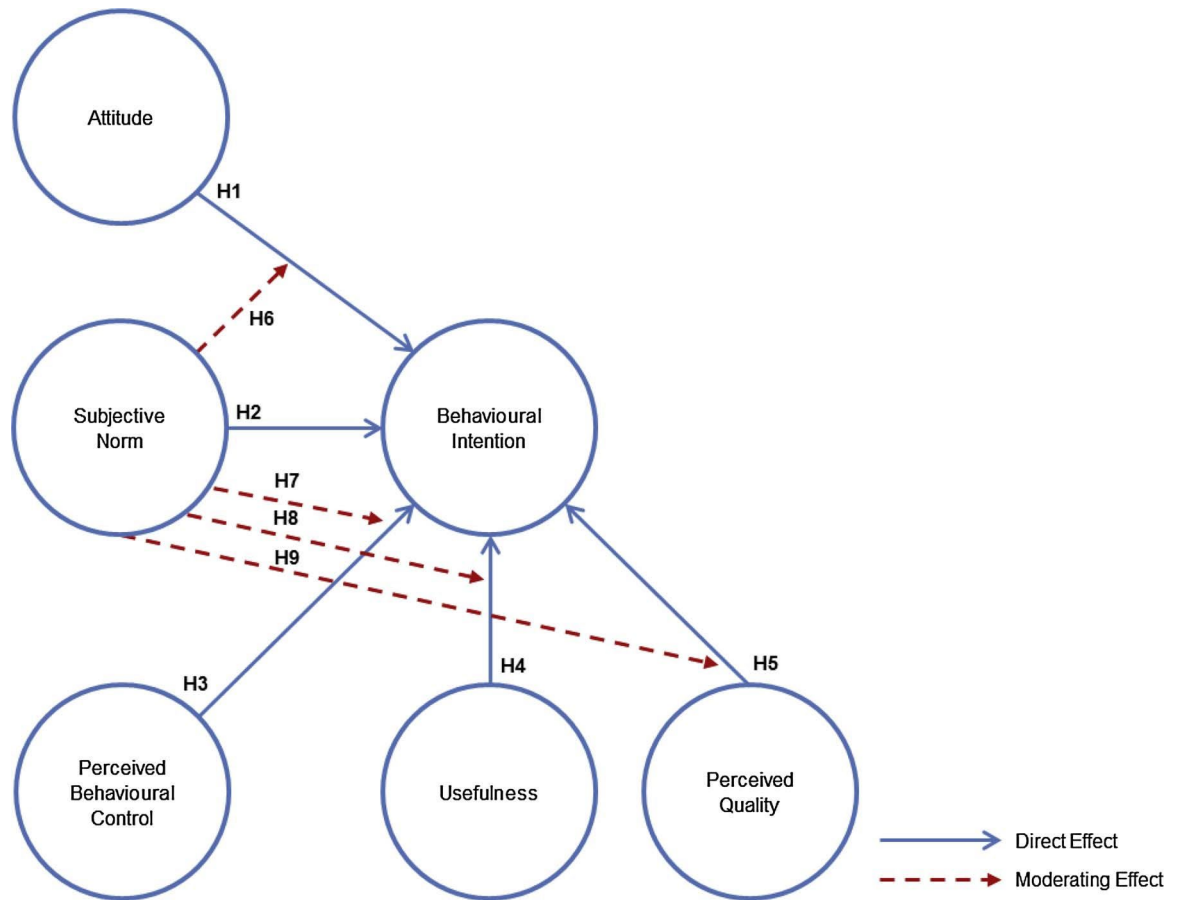 Attitude
H1
H6
Subjective
Norm
H2
Behavioural
Intention
H7
H8
H9
H3
H4
H5
Perceived
Behavioural
Control
Usefulness
Perceived
Quality
Direct Effect
Moderating Effect